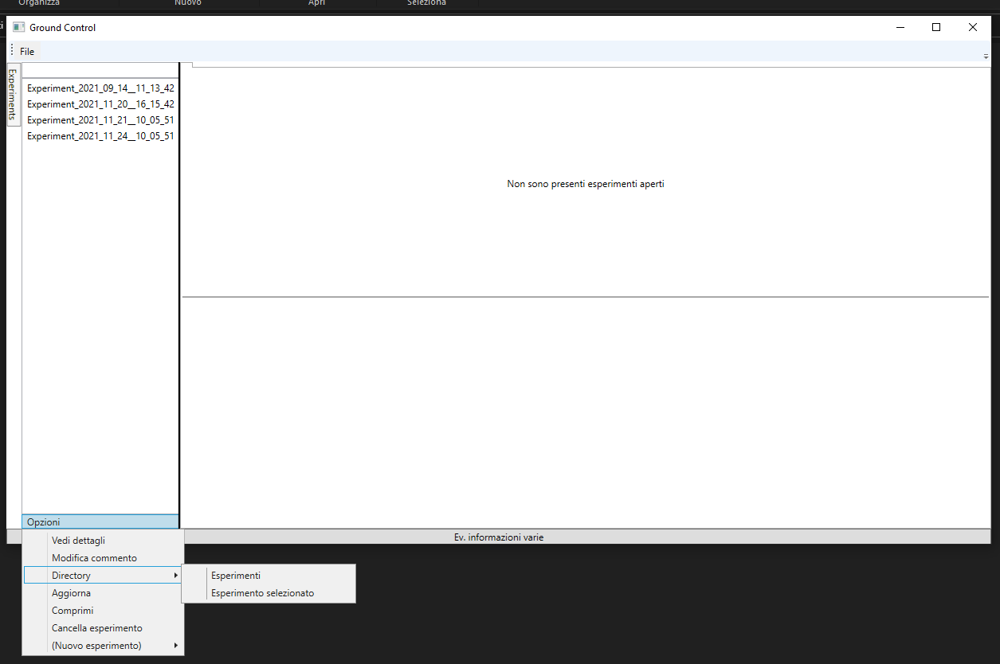 Organizza Nuovo Apri Seleziona
Ground Control
File
Experiments
Experiment_2021_09_14__11_13_42
Experiment_2021_11_20__16_15_42
Experiment_2021_11_21__10_05_51
Experiment_2021_11_24__10_05_51
Non sono presenti esperimenti aperti
Opzioni
Ev. informazioni varie
Vedi dettagli
Modifica commento
Directory
Esperimenti
Esperimento selezionato
Aggiorna
Comprimi
Cancella esperimento
(Nuovo esperimento)